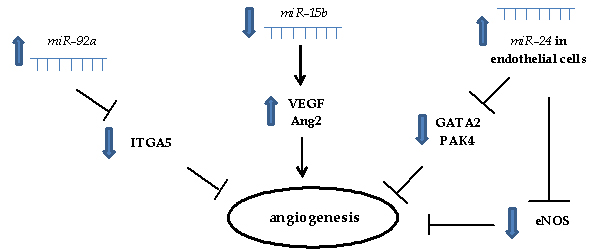 miR-15b
miR-92a
miR-24 in
endothelial cells
VEGF
Ang2
ITGA5
GATA2
PAK4
angiogenesis
eNOS